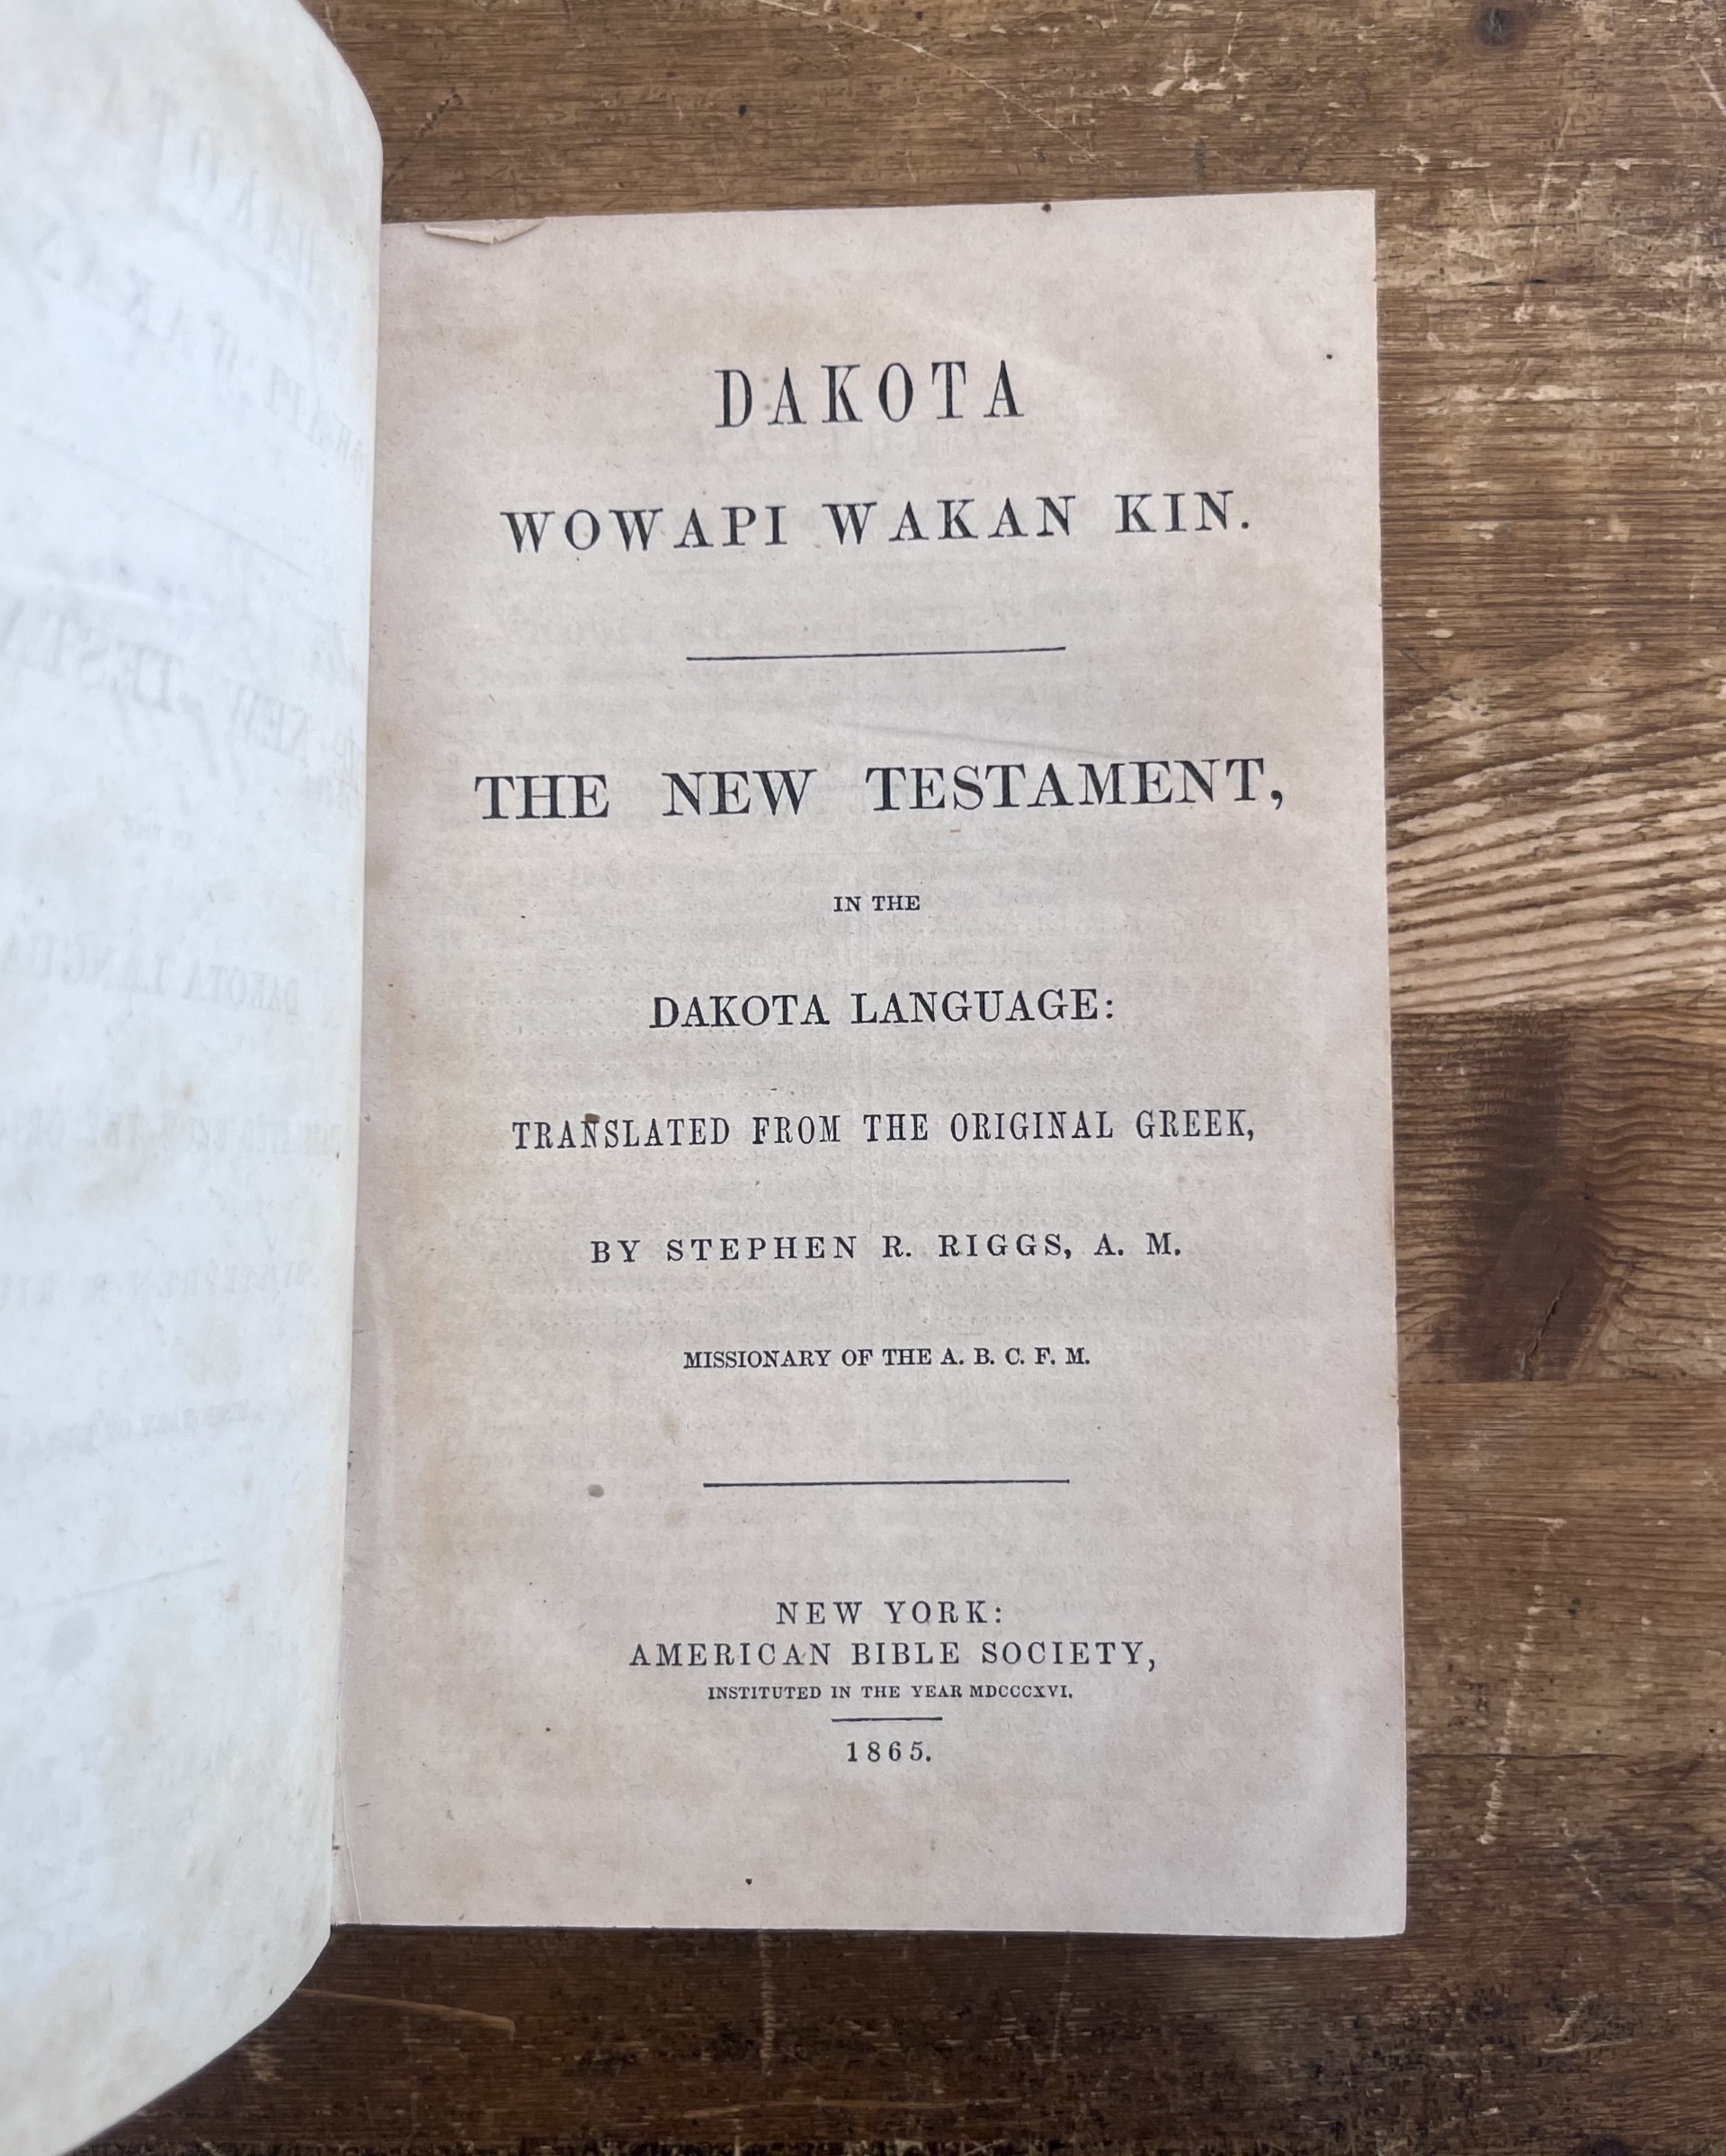 DAKOTA
WOWAPI WAKAN KIN.
THE NEW TESTAMENT,
IN THE
DAKOTA LANGUAGE:
TRANSLATED FROM THE ORIGINAL GREEK,
BY STEPHEN R. RIGGS, A. M.
MISSIONARY OF THE A. B. C. F. M.
NEW YORK:
AMERICAN BIBLE SOCIETY,
INSTITUTED IN THE YEAR MDCCCXVI.
1865.